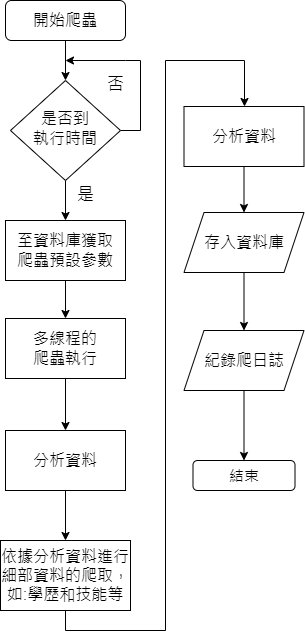 開始爬蟲
否
是否到
執行時間
是
至資料庫獲取
爬蟲預設參數
多線程的
爬蟲執行
分析資料
依據分析資料進行
細部資料的爬取，
如:學歷和技能等
分析資料
存入資料庫
紀錄爬日誌
結束